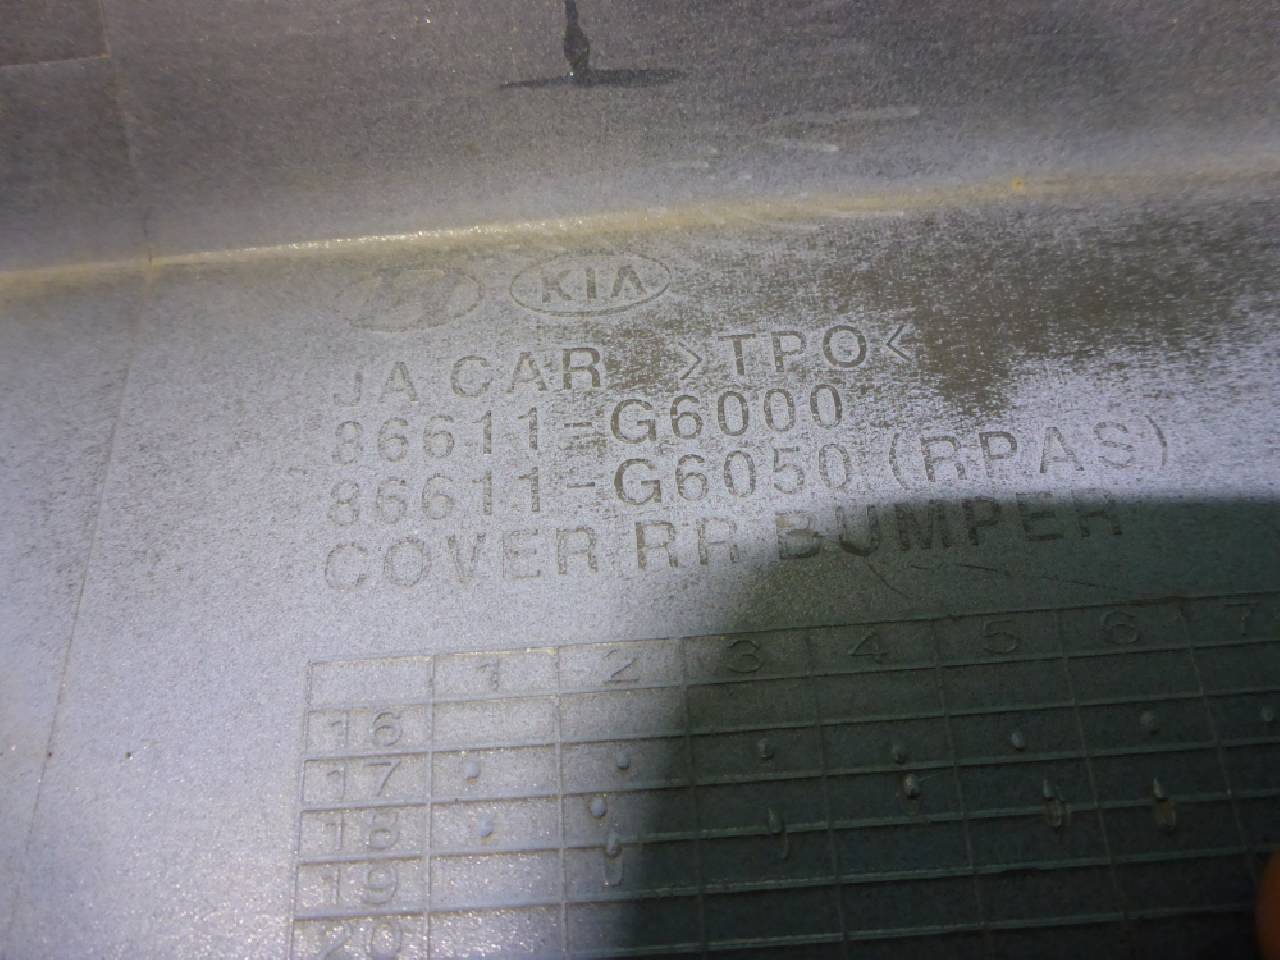 KIA
JA CAR >TPO<
86611-G6000
86611-G6050 (RPAS)
COVER RR BUMPER
1 2 3 4 5 6 7
16
17
18
19
20